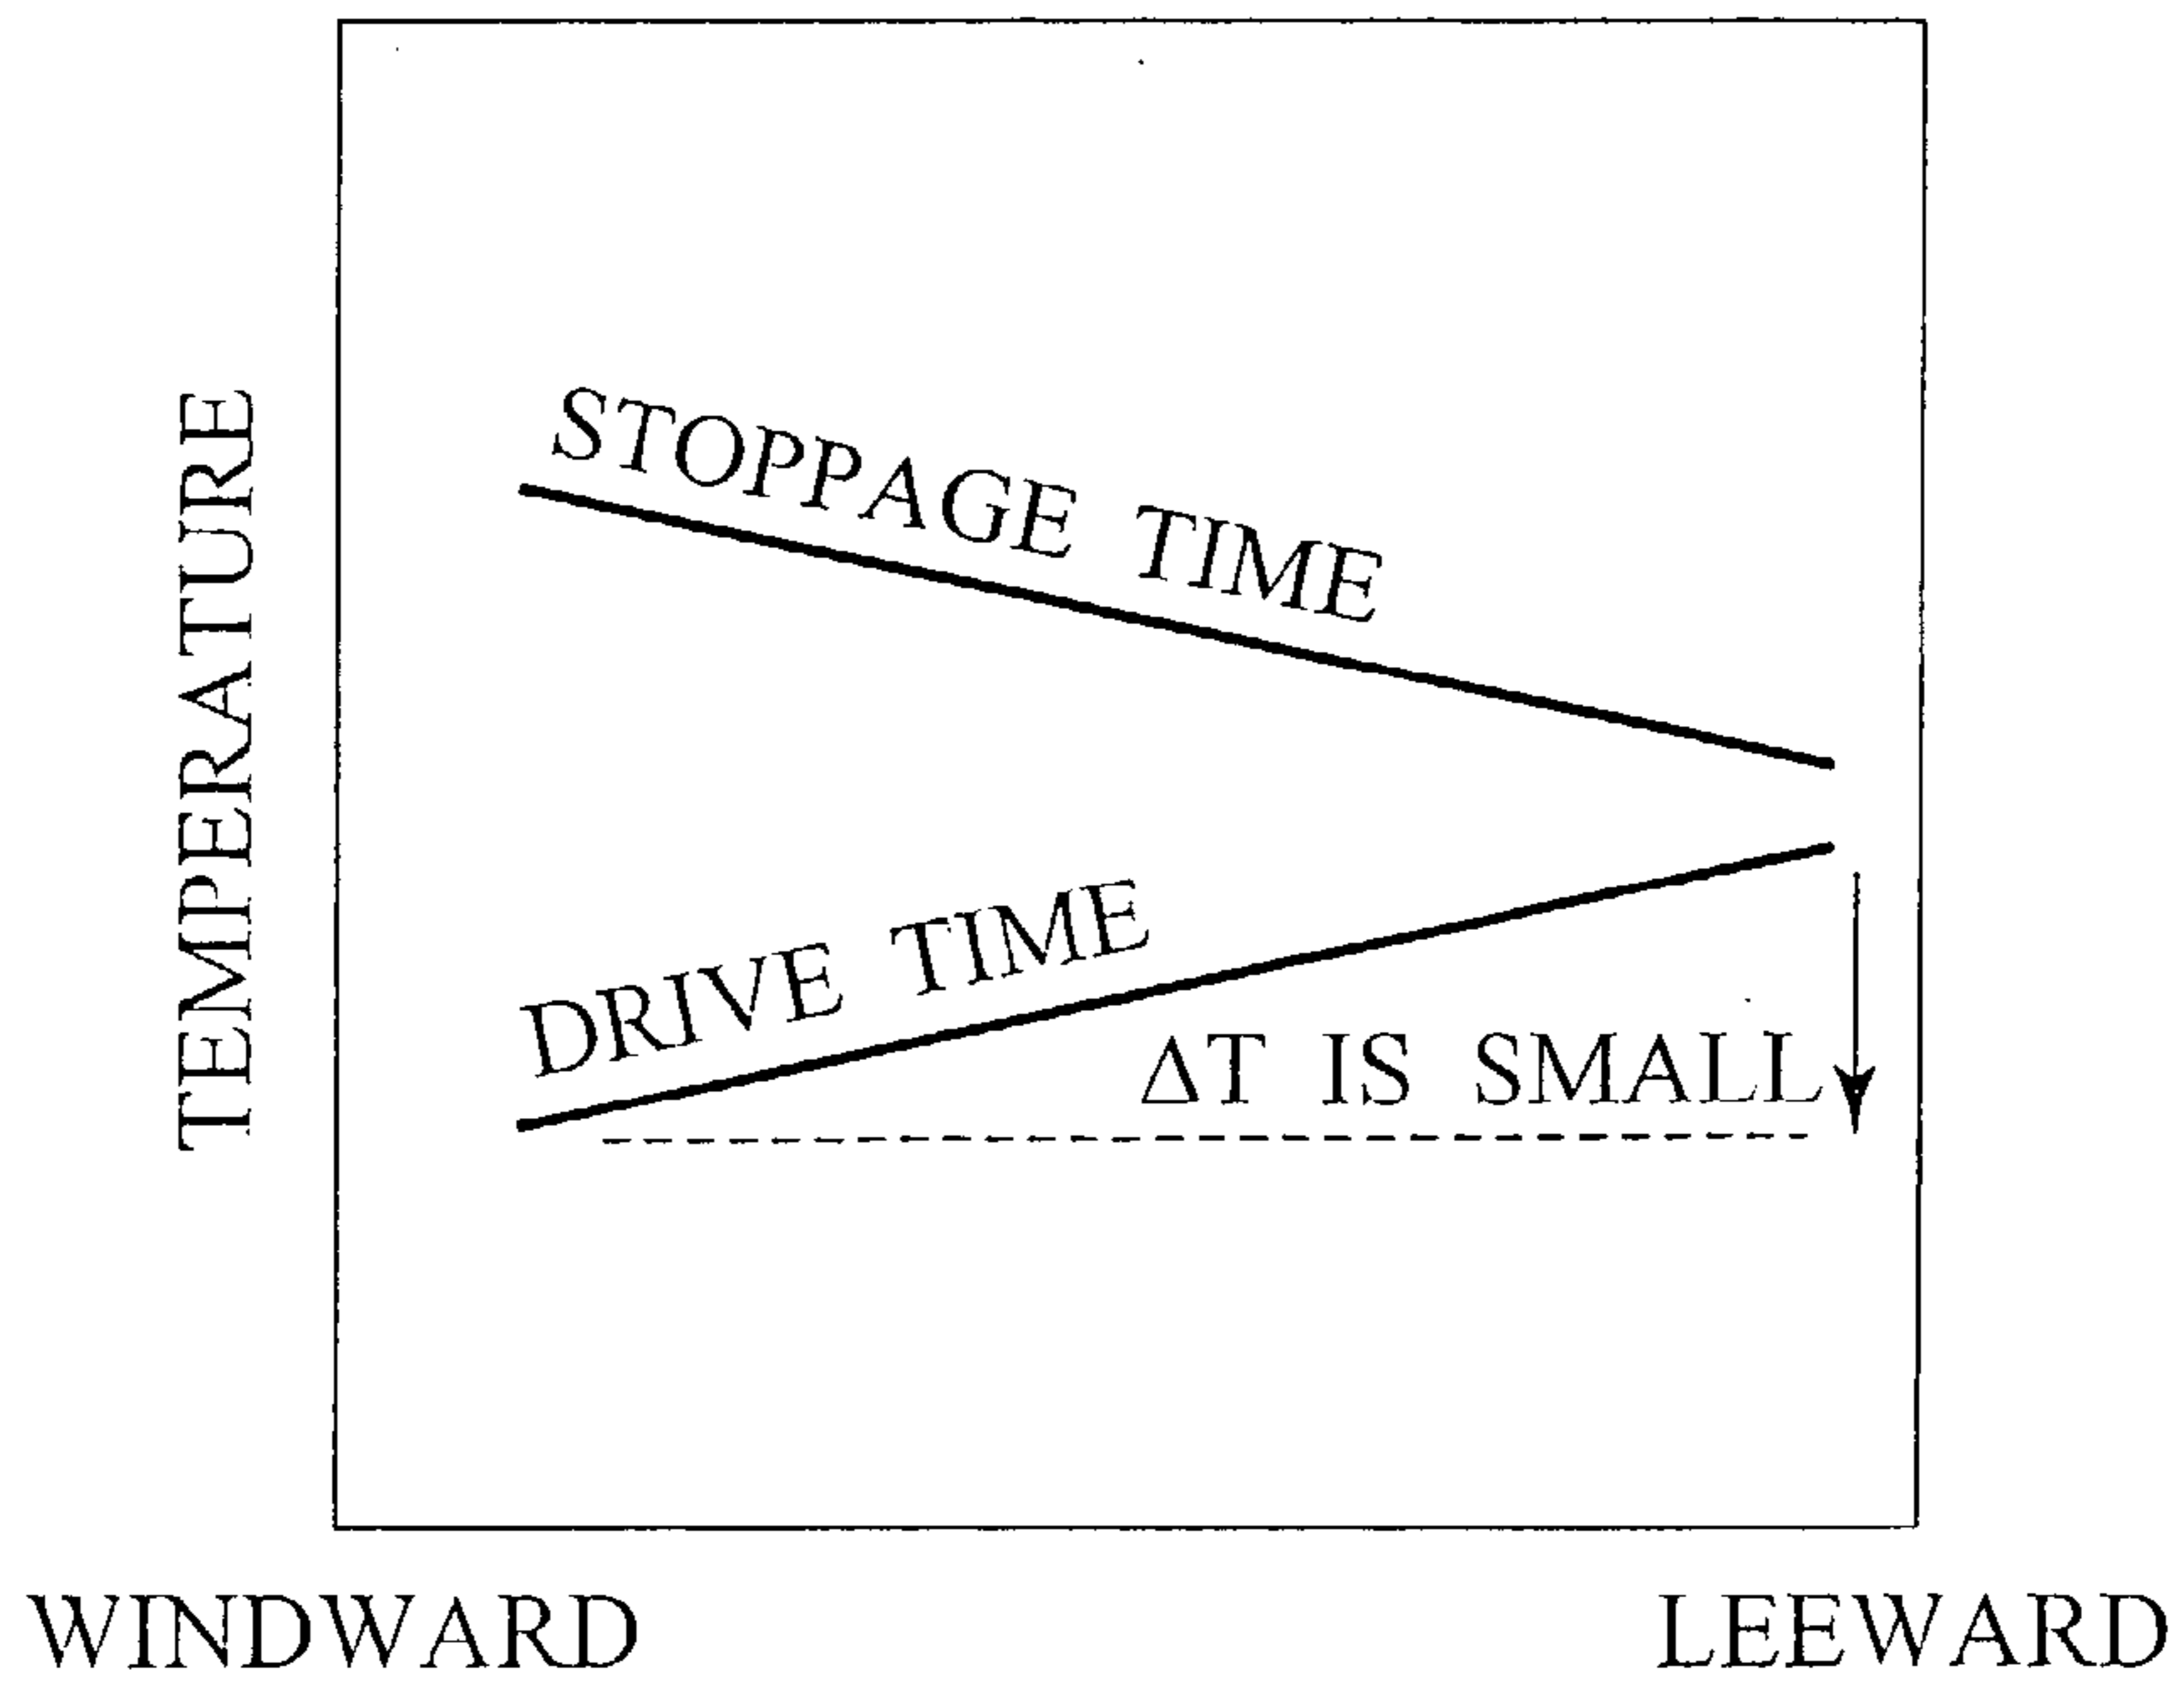 TEMPERATURE
STOPPAGE TIME
DRIVE TIME
ΔT IS SMALL
WINDWARD
LEEWARD